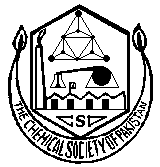 THE CHEMICAL SOCIETY OF PAKISTAN